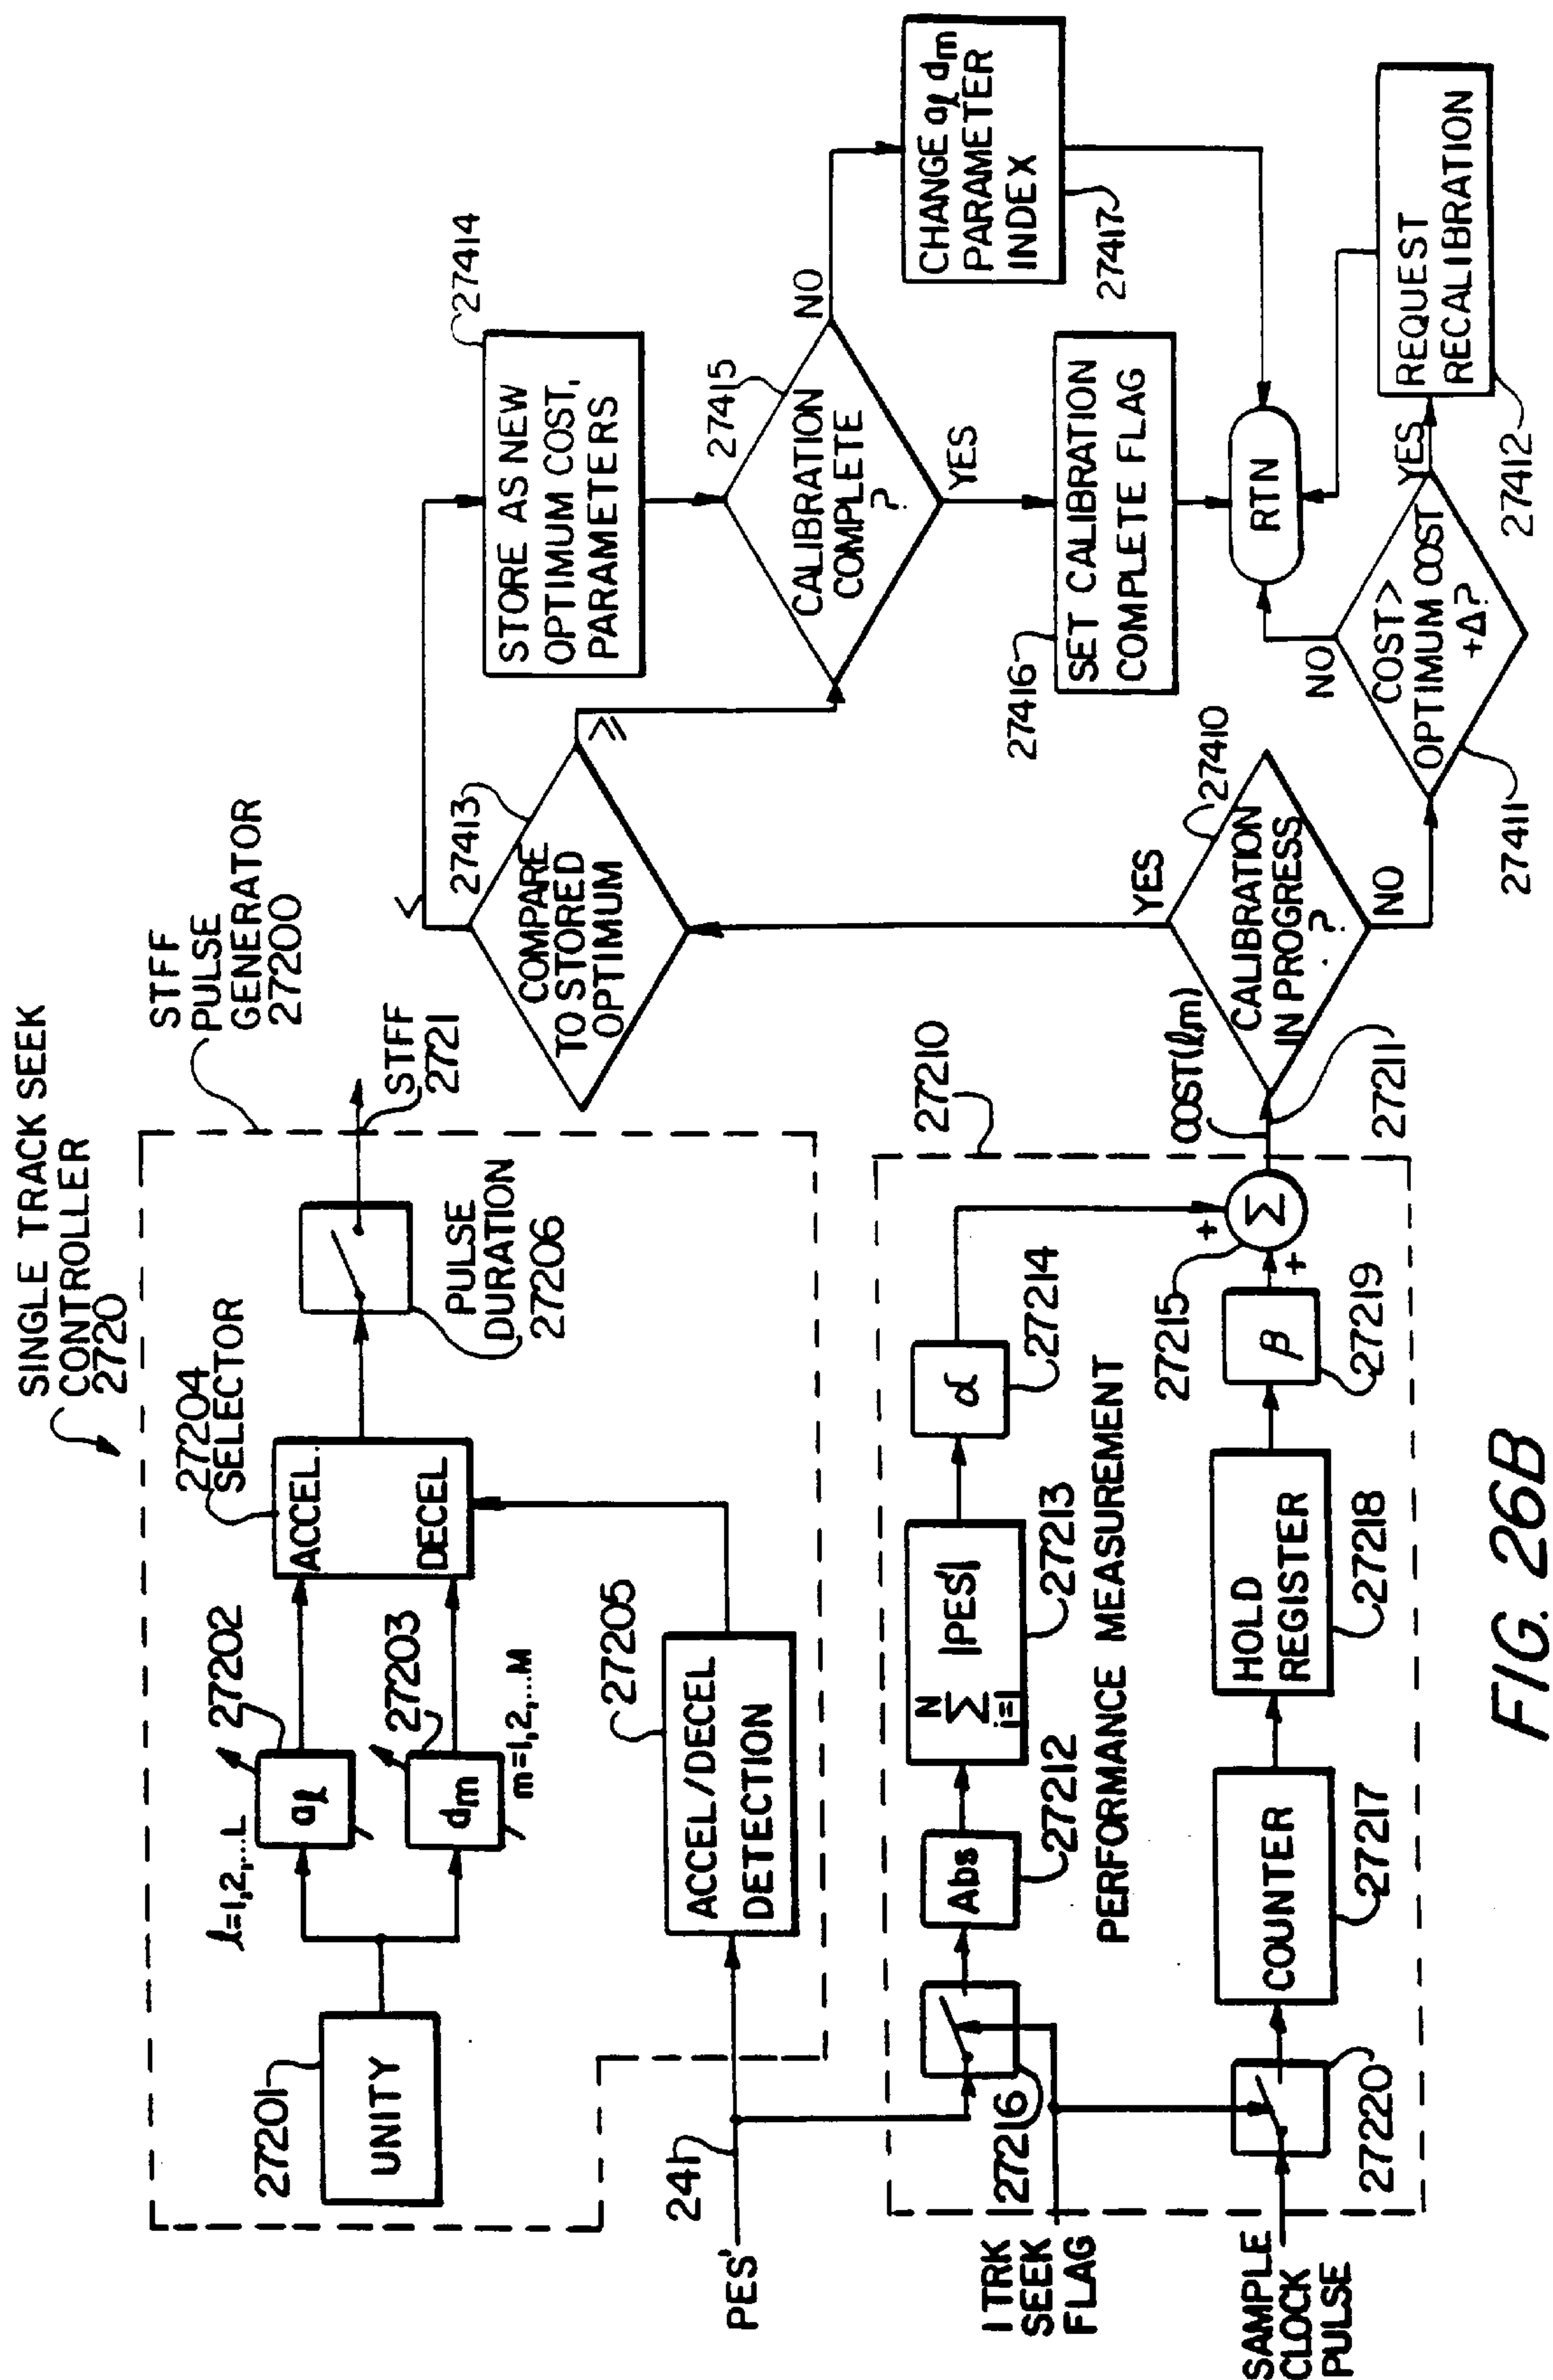 SINGLE TRACK SEEK
CONTROLLER
2720
STFF
PULSE
GENERATOR
27200
27201
UNITY
l=1,2,...L
27202
aℓ
27203
dm
m=1,2,...M
27204
SELECTOR
ACCEL.
DECEL
PULSE
DURATION
27206
STFF
2721
27205
ACCEL/DECEL
DETECTION
241
PES'
1 TRK
SEEK
FLAG
27216
Abs
27212
N
Σ |PES'|
i=1
27213
α
27214
PERFORMANCE MEASUREMENT
27210
SAMPLE
CLOCK
PULSE
27220
COUNTER
27217
HOLD
REGISTER
27218
β
27219
27215
+
+
Σ
COST(ℓ,m)
27211
CALIBRATION
IN PROGRESS
?
27410
YES
NO
COMPARE
TO STORED
OPTIMUM
27413
<
≥
STORE AS NEW
OPTIMUM COST,
PARAMETERS
27414
CALIBRATION
COMPLETE
?
27415
NO
YES
CHANGE aℓ dm
PARAMETER
INDEX
27417
SET CALIBRATION
COMPLETE FLAG
27416
RTN
COST>
OPTIMUM COST
+Δ?
27411
NO
YES
REQUEST
RECALIBRATION
27412
FIG. 26B